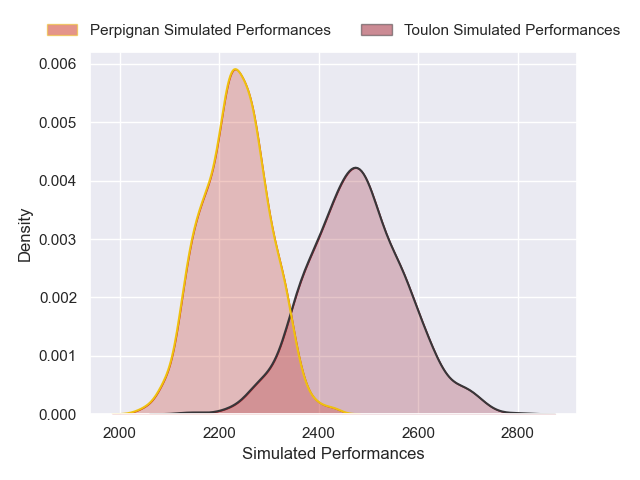 Perpignan Simulated Performances
Toulon Simulated Performances
0.006
0.005
0.004
0.003
0.002
0.001
0.000
Density
2000 2200 2400 2600 2800
Simulated Performances